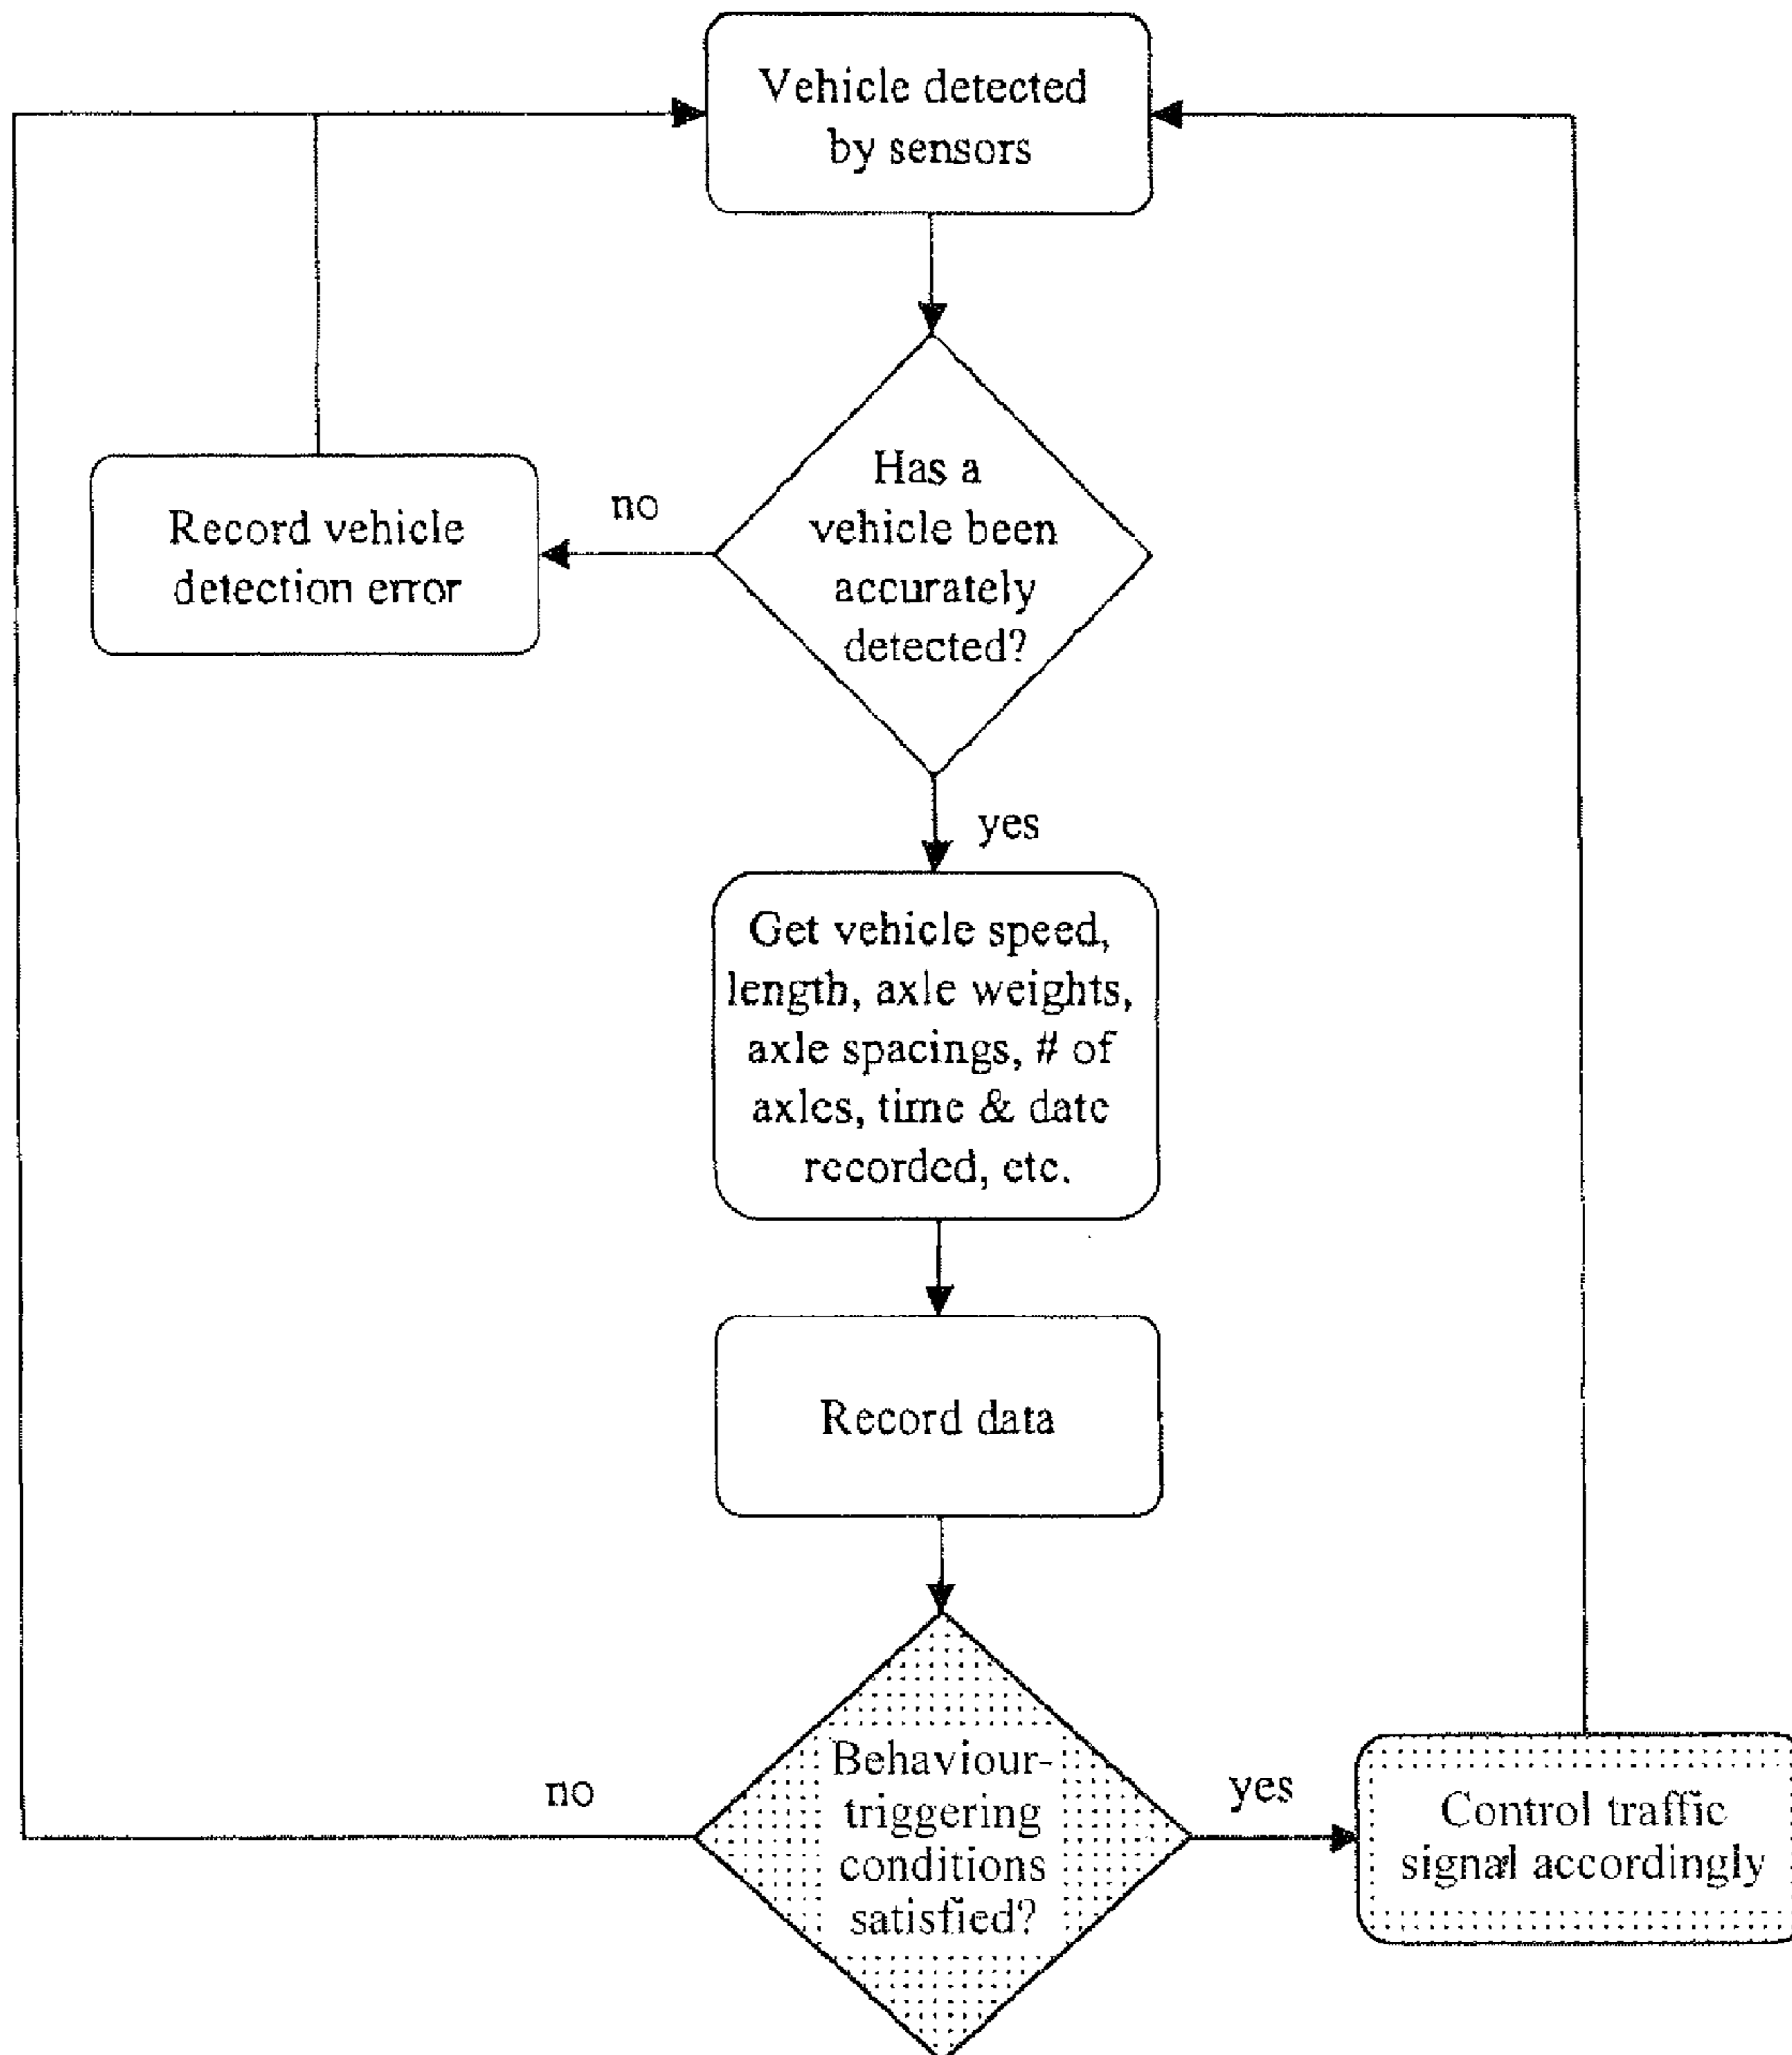 Vehicle detected
by sensors
Has a
vehicle been
accurately
detected?
no
Record vehicle
detection error
yes
Get vehicle speed,
length, axle weights,
axle spacings, # of
axles, time & date
recorded, etc.
Record data
Behaviour-
triggering
conditions
satisfied?
no
yes
Control traffic
signal accordingly